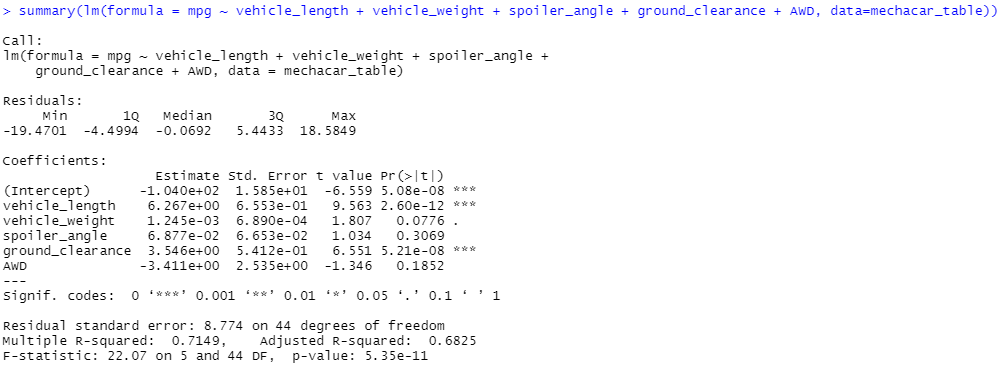 > summary(lm(formula = mpg ~ vehicle_length + vehicle_weight + spoiler_angle + ground_clearance + AWD, data=mechacar_table))

Call:
lm(formula = mpg ~ vehicle_length + vehicle_weight + spoiler_angle +
    ground_clearance + AWD, data = mechacar_table)

Residuals:
     Min       1Q   Median       3Q      Max
-19.4701  -4.4994  -0.0692   5.4433  18.5849

Coefficients:
                   Estimate Std. Error t value Pr(>|t|)
(Intercept)      -1.040e+02  1.585e+01  -6.559 5.08e-08 ***
vehicle_length    6.267e+00  6.553e-01   9.563 2.60e-12 ***
vehicle_weight    1.245e-03  6.890e-04   1.807   0.0776 .
spoiler_angle     6.877e-02  6.653e-02   1.034   0.3069
ground_clearance  3.546e+00  5.412e-01   6.551 5.21e-08 ***
AWD              -3.411e+00  2.535e+00  -1.346   0.1852
---
Signif. codes:  0 ‘***’ 0.001 ‘**’ 0.01 ‘*’ 0.05 ‘.’ 0.1 ‘ ’ 1

Residual standard error: 8.774 on 44 degrees of freedom
Multiple R-squared:  0.7149,    Adjusted R-squared:  0.6825
F-statistic: 22.07 on 5 and 44 DF,  p-value: 5.35e-11